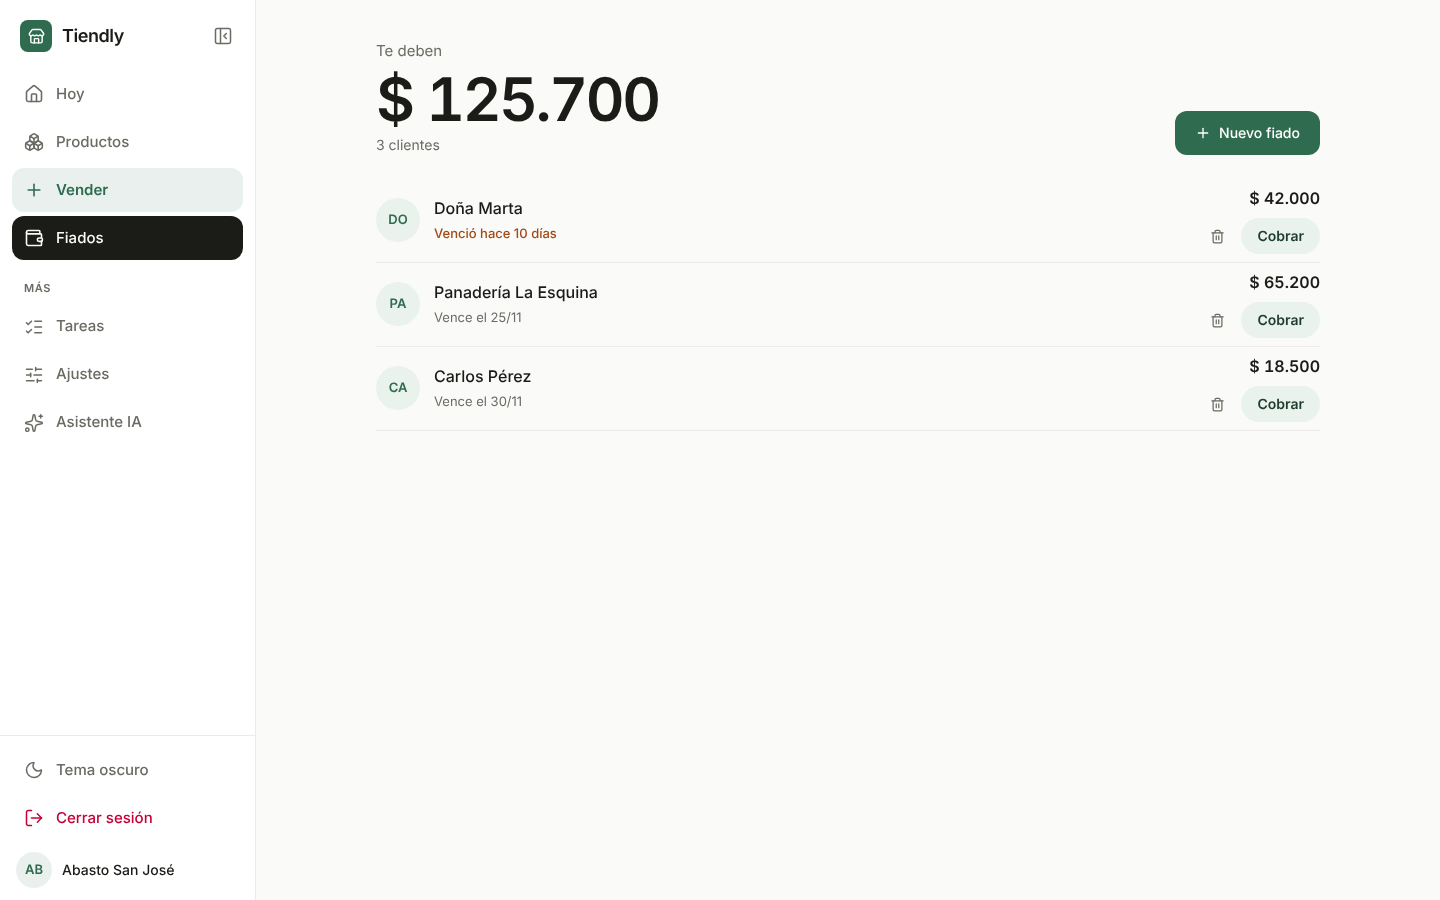 Tiendly
Hoy
Productos
Vender
Fiados
MÁS
Tareas
Ajustes
Asistente IA
Tema oscuro
Cerrar sesión
AB
Abasto San José
Te deben
$ 125.700
3 clientes
Nuevo fiado
DO
Doña Marta
Venció hace 10 días
$ 42.000
Cobrar
PA
Panadería La Esquina
Vence el 25/11
$ 65.200
Cobrar
CA
Carlos Pérez
Vence el 30/11
$ 18.500
Cobrar